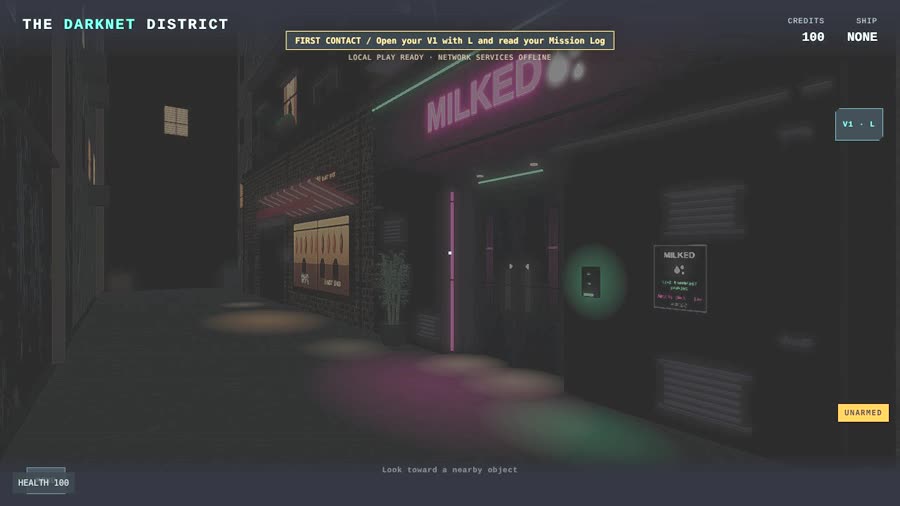 THE DARKNET DISTRICT
CREDITS SHIP
100 NONE
FIRST CONTACT / Open your V1 with L and read your Mission Log
LOCAL PLAY READY · NETWORK SERVICES OFFLINE
MILKED
V1 · L
MILKED
UNARMED
Look toward a nearby object
HEALTH 100